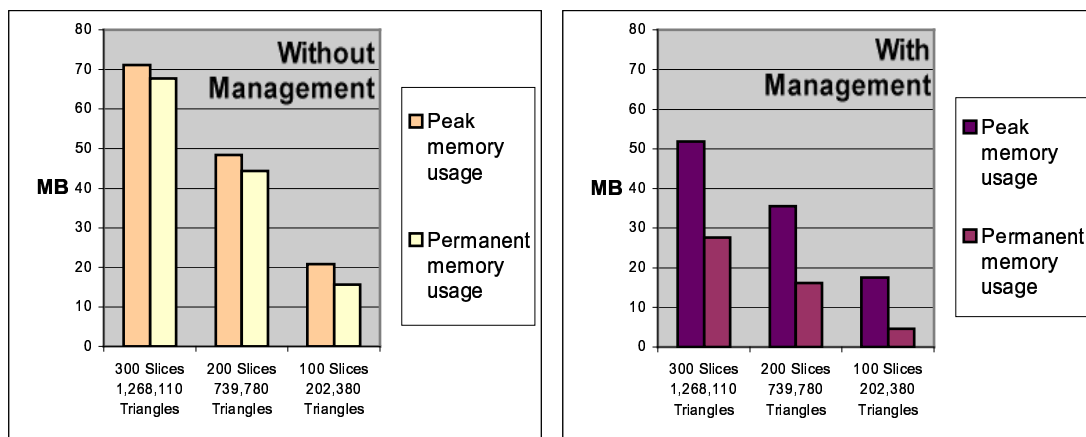 80
70
60
50
40
30
20
10
0
MB
Without
Management
300 Slices
1,268,110
Triangles
200 Slices
739,780
Triangles
100 Slices
202,380
Triangles
Peak
memory
usage
Permanent
memory
usage
80
70
60
50
40
30
20
10
0
MB
With
Management
300 Slices
1,268,110
Triangles
200 Slices
739,780
Triangles
100 Slices
202,380
Triangles
Peak
memory
usage
Permanent
memory
usage